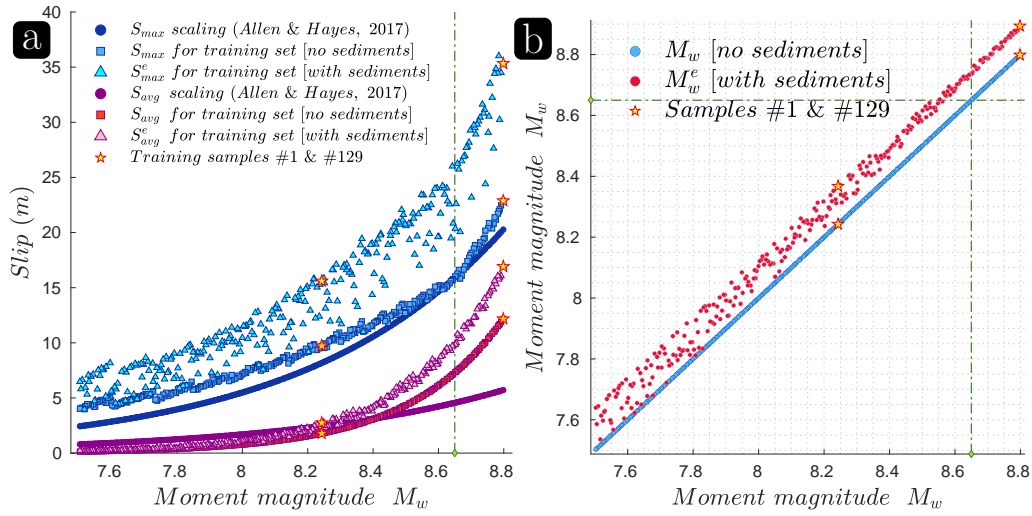 a
S_max scaling (Allen & Hayes, 2017)
S_max for training set [no sediments]
S^e_max for training set [with sediments]
S_avg scaling (Allen & Hayes, 2017)
S_avg for training set [no sediments]
S^e_avg for training set [with sediments]
Training samples #1 & #129
40
35
30
25
20
15
10
5
0
Slip (m)
7.6 7.8 8 8.2 8.4 8.6 8.8
Moment magnitude M_w
b
M_w [no sediments]
M^e_w [with sediments]
Samples #1 & #129
8.8
8.6
8.4
8.2
8
7.8
7.6
Moment magnitude M_w
7.6 7.8 8 8.2 8.4 8.6 8.8
Moment magnitude M_w